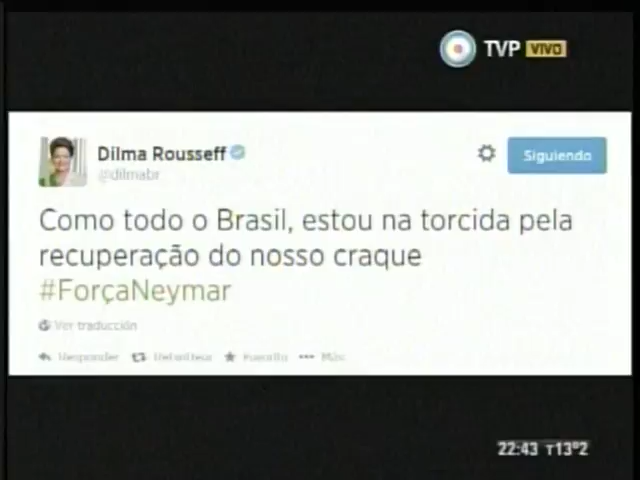 TVP VIVO
Dilma Rousseff
@dilmabr
Siguiendo
Como todo o Brasil, estou na torcida pela
recuperação do nosso craque
#ForçaNeymar
Ver traducción
Responder Retwittear Favorito Más
22:43 T13º2